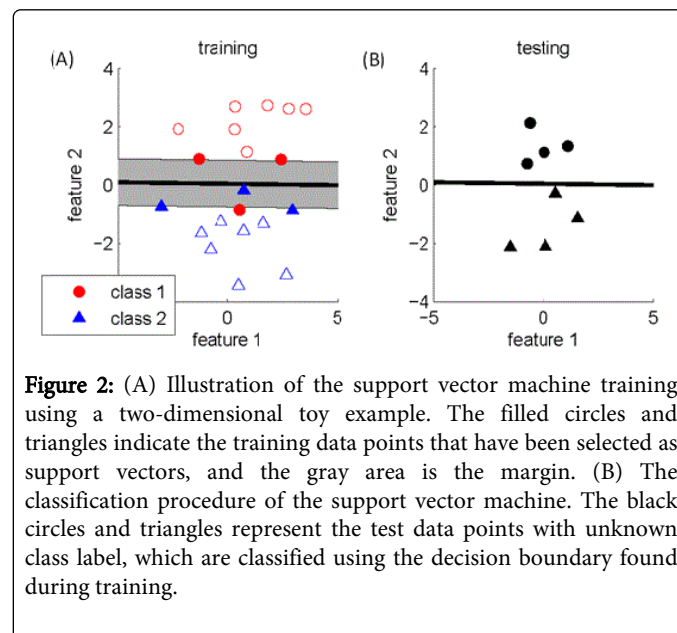 (A) training
4
2
0
−2
feature 2
0 5
feature 1
class 1
class 2
(B) testing
4
2
0
−2
−4
feature 2
−5 0 5
feature 1
Figure 2: (A) Illustration of the support vector machine training
using a two-dimensional toy example. The filled circles and
triangles indicate the training data points that have been selected as
support vectors, and the gray area is the margin. (B) The
classification procedure of the support vector machine. The black
circles and triangles represent the test data points with unknown
class label, which are classified using the decision boundary found
during training.